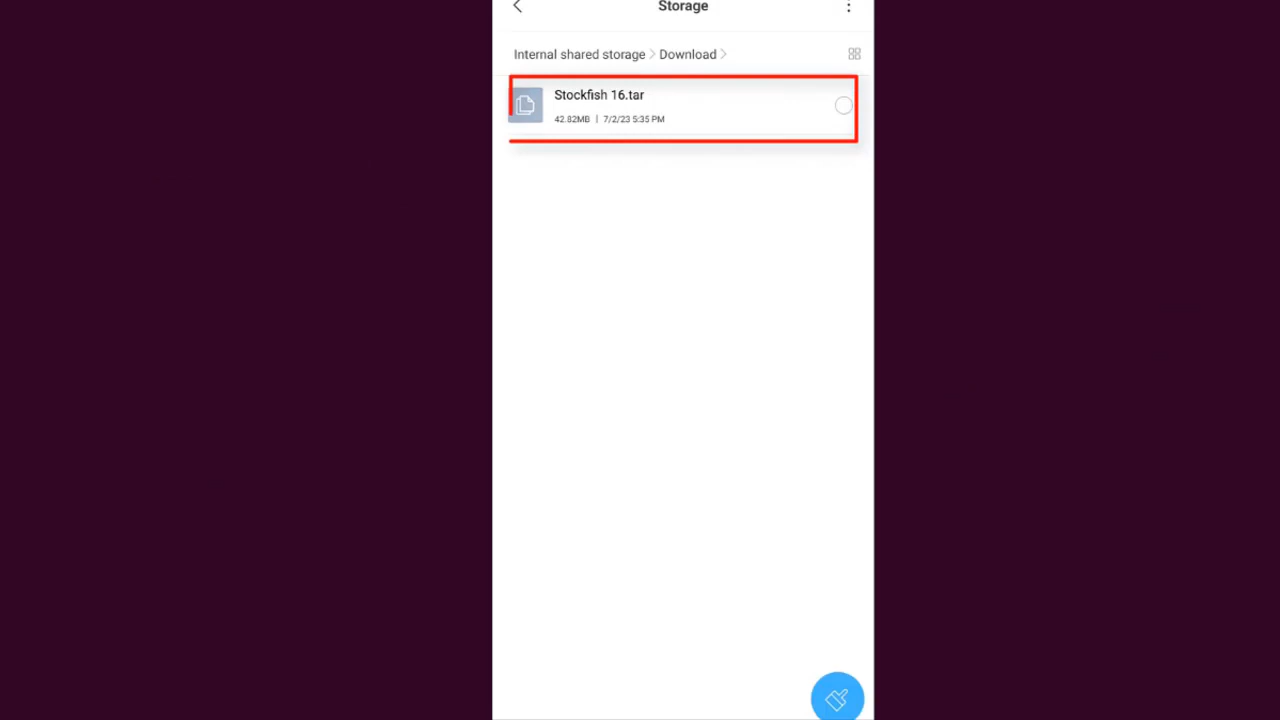 Storage
Internal shared storage > Download >
Stockfish 16.tar
42.82MB | 7/2/23 5:35 PM